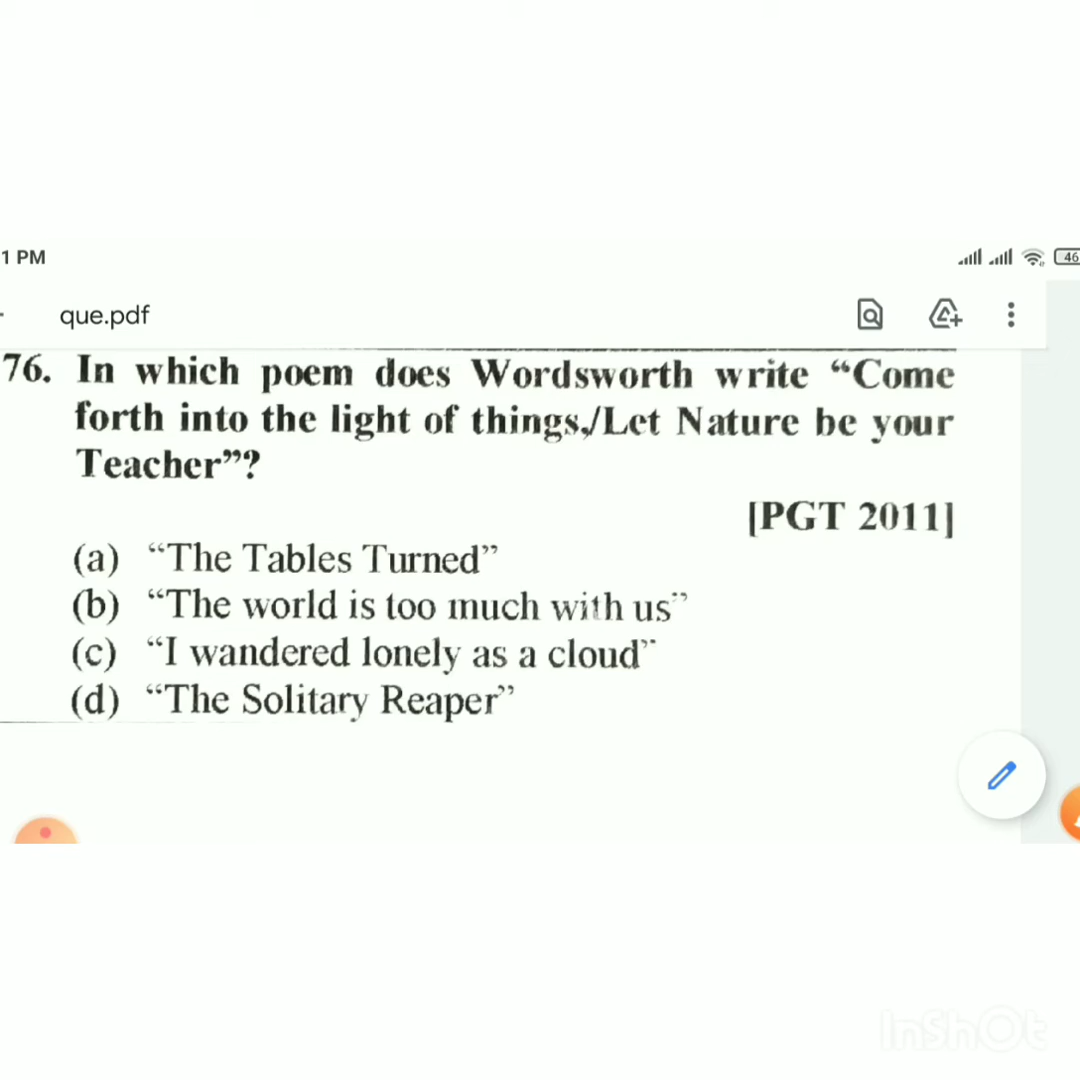 1 PM
46
que.pdf
76. In which poem does Wordsworth write “Come
forth into the light of things,/Let Nature be your
Teacher”?
[PGT 2011]
(a) “The Tables Turned”
(b) “The world is too much with us”
(c) “I wandered lonely as a cloud”
(d) “The Solitary Reaper”
InShOt